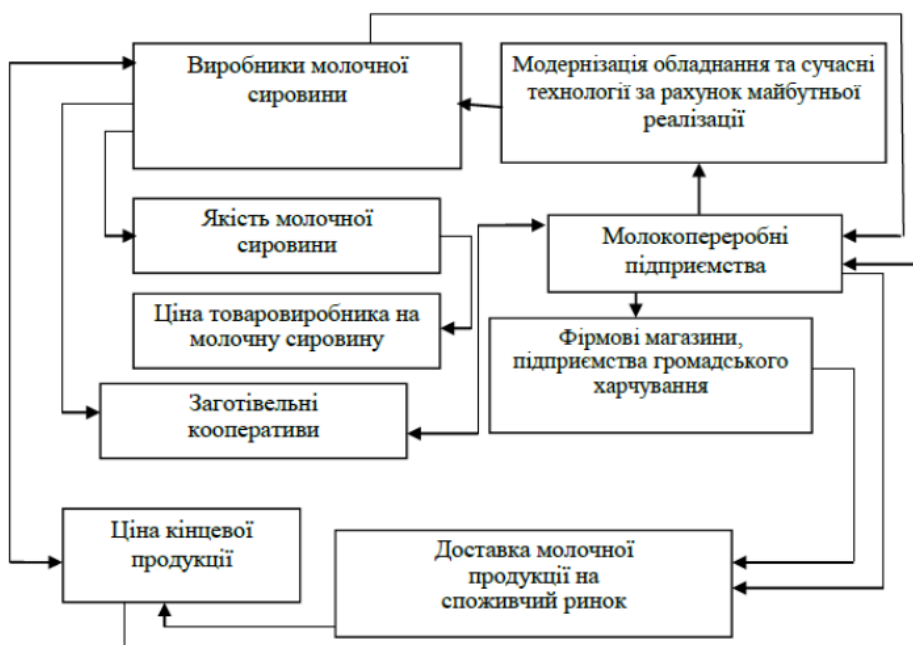 Виробники молочної
сировини
Модернізація обладнання та сучасні
технології за рахунок майбутньої
реалізації
Якість молочної
сировини
Молокопереробні
підприємства
Ціна товаровиробника на
молочну сировину
Фірмові магазини,
підприємства громадського
харчування
Заготівельні
кооперативи
Ціна кінцевої
продукції
Доставка молочної
продукції на
споживчий ринок